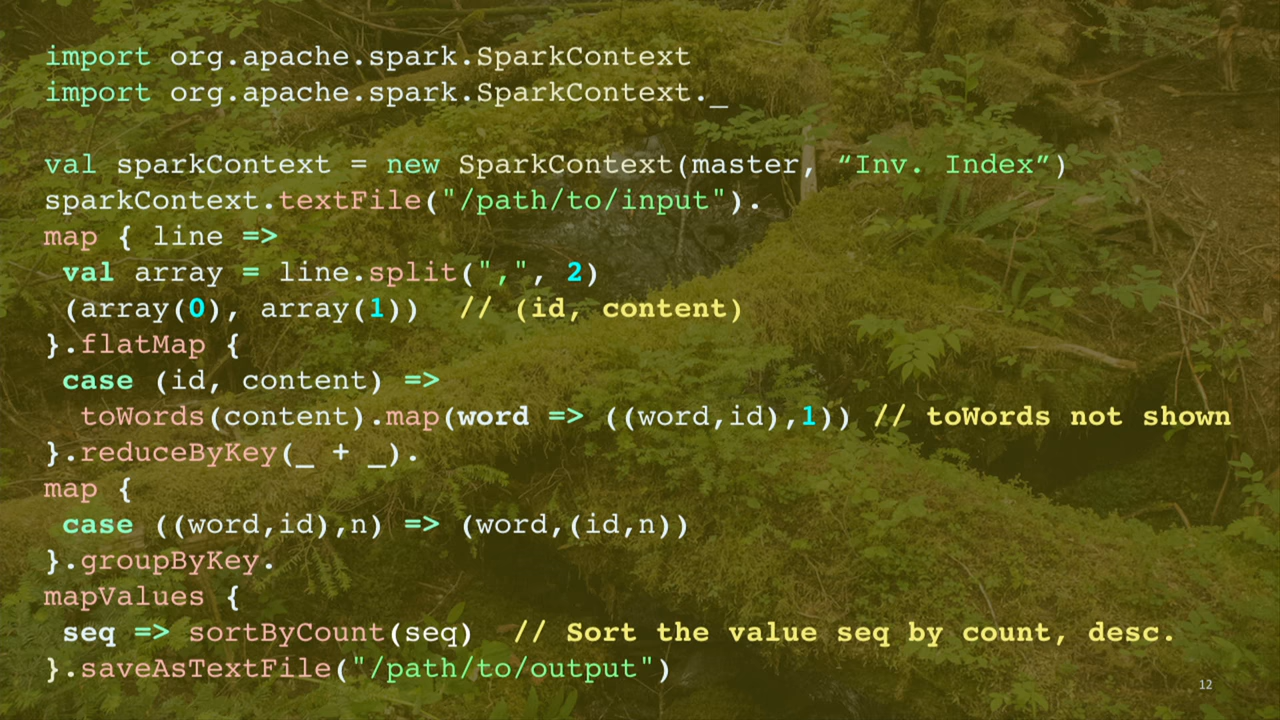 import org.apache.spark.SparkContext
import org.apache.spark.SparkContext._
val sparkContext = new SparkContext(master, “Inv. Index”)
sparkContext.textFile("/path/to/input").
map { line =>
 val array = line.split(",", 2)
 (array(0), array(1))  // (id, content)
}.flatMap {
 case (id, content) =>
  toWords(content).map(word => ((word,id),1)) // toWords not shown
}.reduceByKey(_ + _).
map {
 case ((word,id),n) => (word,(id,n))
}.groupByKey.
mapValues {
 seq => sortByCount(seq)  // Sort the value seq by count, desc.
}.saveAsTextFile("/path/to/output")
12